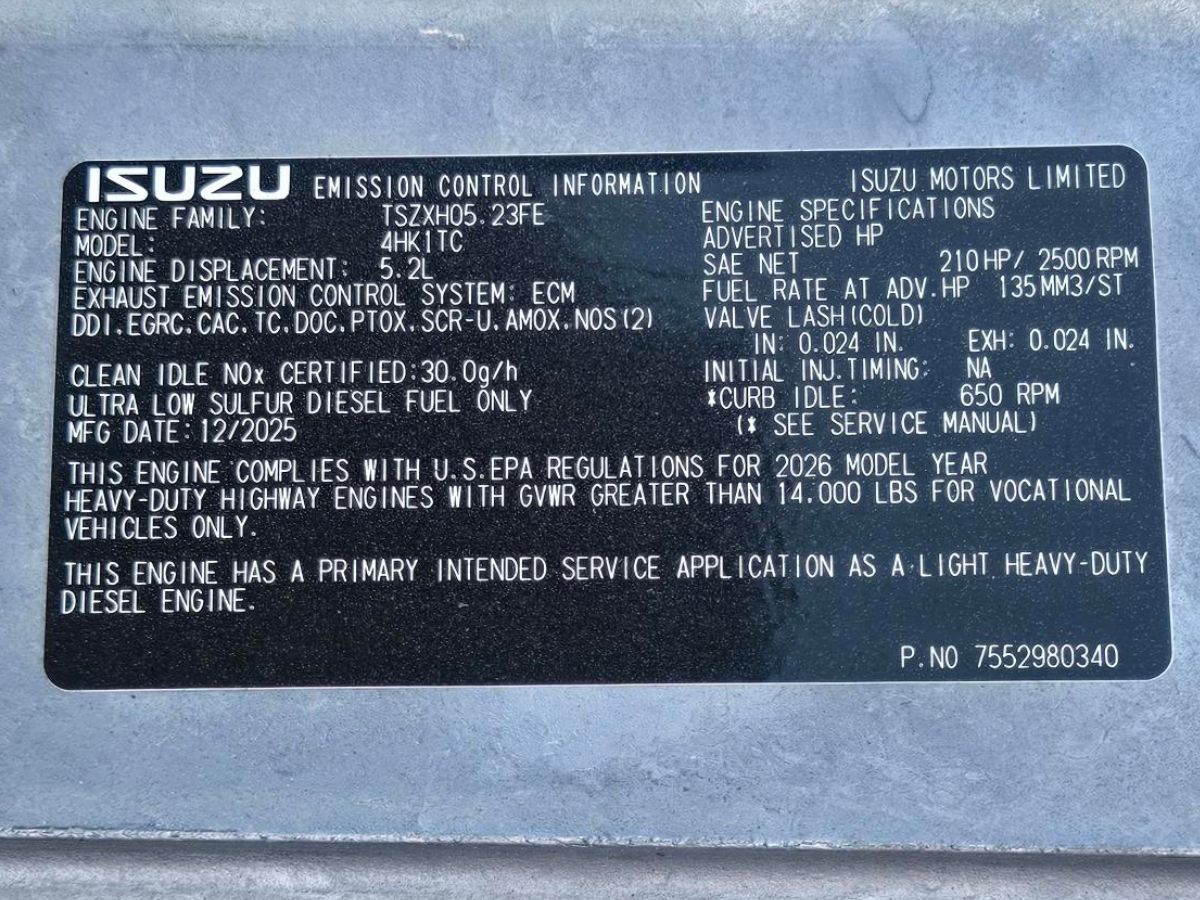 ISUZU EMISSION CONTROL INFORMATION ISUZU MOTORS LIMITED
ENGINE FAMILY: TSZXH05.23FE
MODEL: 4HK1TC
ENGINE DISPLACEMENT: 5.2L
EXHAUST EMISSION CONTROL SYSTEM: ECM
DDI.EGRC.CAC.TC.DOC.PTOX.SCR-U.AMOX.NOS(2)
CLEAN IDLE NOx CERTIFIED:30.0g/h
ULTRA LOW SULFUR DIESEL FUEL ONLY
MFG DATE:12/2025
ENGINE SPECIFICATIONS
ADVERTISED HP
SAE NET 210HP/ 2500RPM
FUEL RATE AT ADV.HP 135MM3/ST
VALVE LASH(COLD)
IN: 0.024 IN. EXH: 0.024 IN.
INITIAL INJ.TIMING: NA
*CURB IDLE: 650 RPM
(* SEE SERVICE MANUAL)
THIS ENGINE COMPLIES WITH U.S.EPA REGULATIONS FOR 2026 MODEL YEAR
HEAVY-DUTY HIGHWAY ENGINES WITH GVWR GREATER THAN 14.000 LBS FOR VOCATIONAL
VEHICLES ONLY.
THIS ENGINE HAS A PRIMARY INTENDED SERVICE APPLICATION AS A LIGHT HEAVY-DUTY
DIESEL ENGINE.
P.NO 7552980340